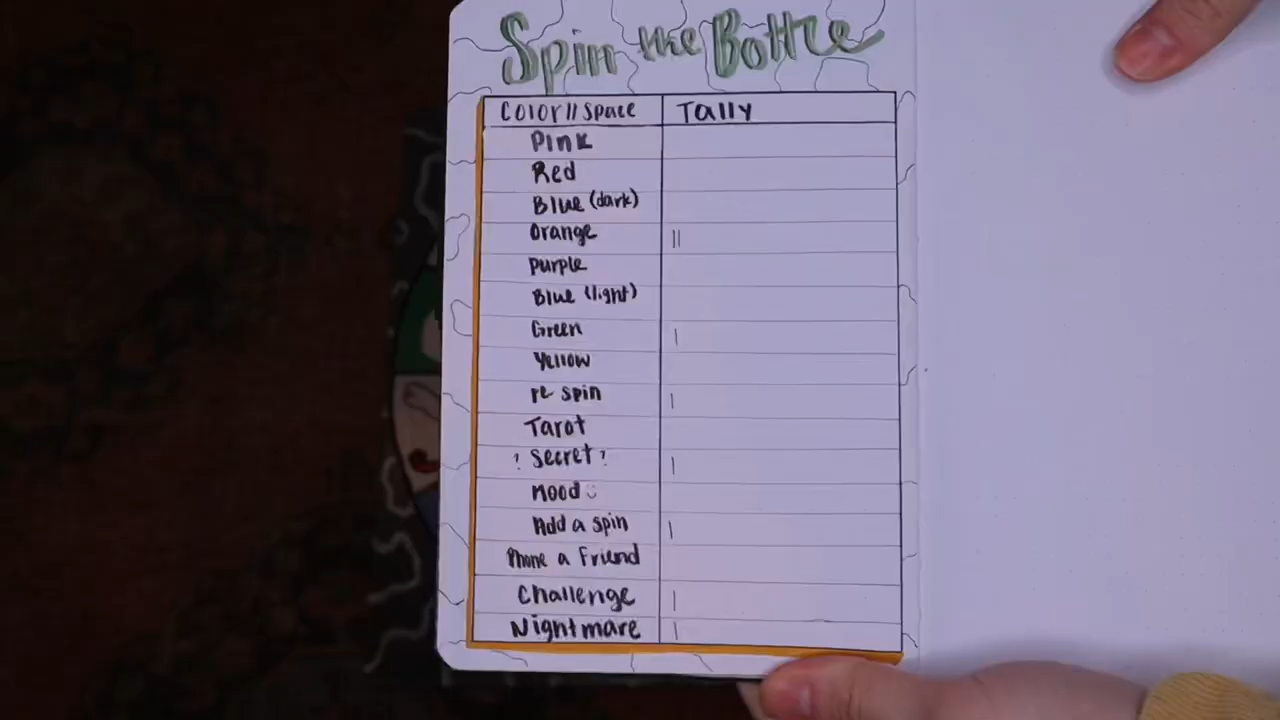 Spin the Bottle
Color//Space Tally
Pink
Red
Blue (dark)
Orange ||
Purple
Blue (light)
Green |
Yellow
re spin |
Tarot
? Secret? |
Mood :)
Add a spin |
Phone a Friend
Challenge |
Nightmare |